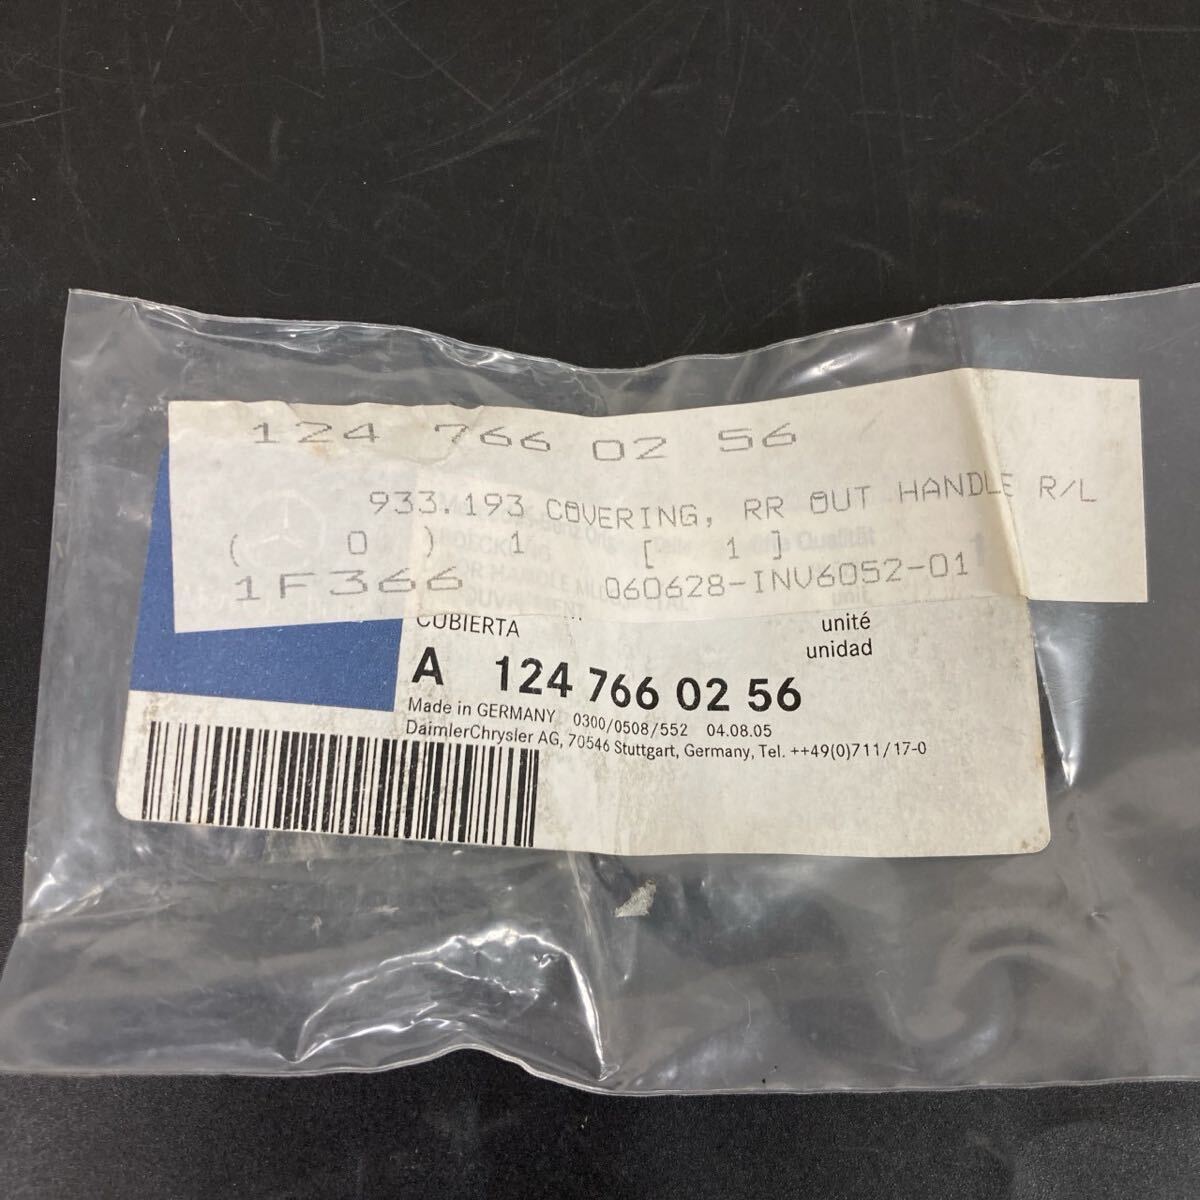 124 766 02 56
933.193 COVERING, RR OUT HANDLE R/L
( 0 ) 1 [ 1 ]
1F366 060628-INV6052-01
Qualität
unit
CUBIERTA
unité
unidad
A 124 766 02 56
Made in GERMANY 0300/0508/552 04.08.05
DaimlerChrysler AG, 70546 Stuttgart, Germany, Tel. ++49(0)711/17-0